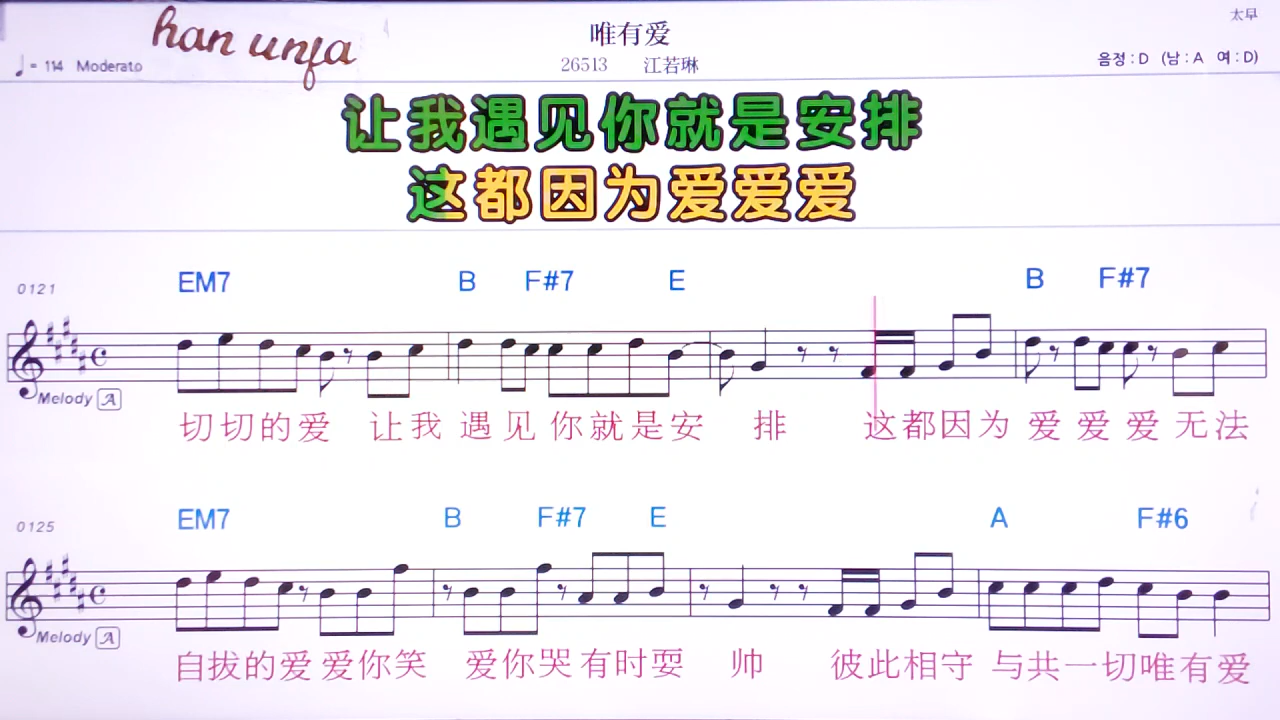 太早
han unfa
唯有爱
♩= 114 Moderato
26513 江若琳
음정:D (남:A 여:D)
让我遇见你就是安排
这都因为爱爱爱
0121 EM7 B F#7 E B F#7
Melody A
切切的爱 让我 遇见 你就是安 排 这都因为 爱 爱 爱 无法
0125 EM7 B F#7 E A F#6
Melody A
自拔的爱 爱你笑 爱你哭 有时耍 帅 彼此相守 与共一切唯有爱